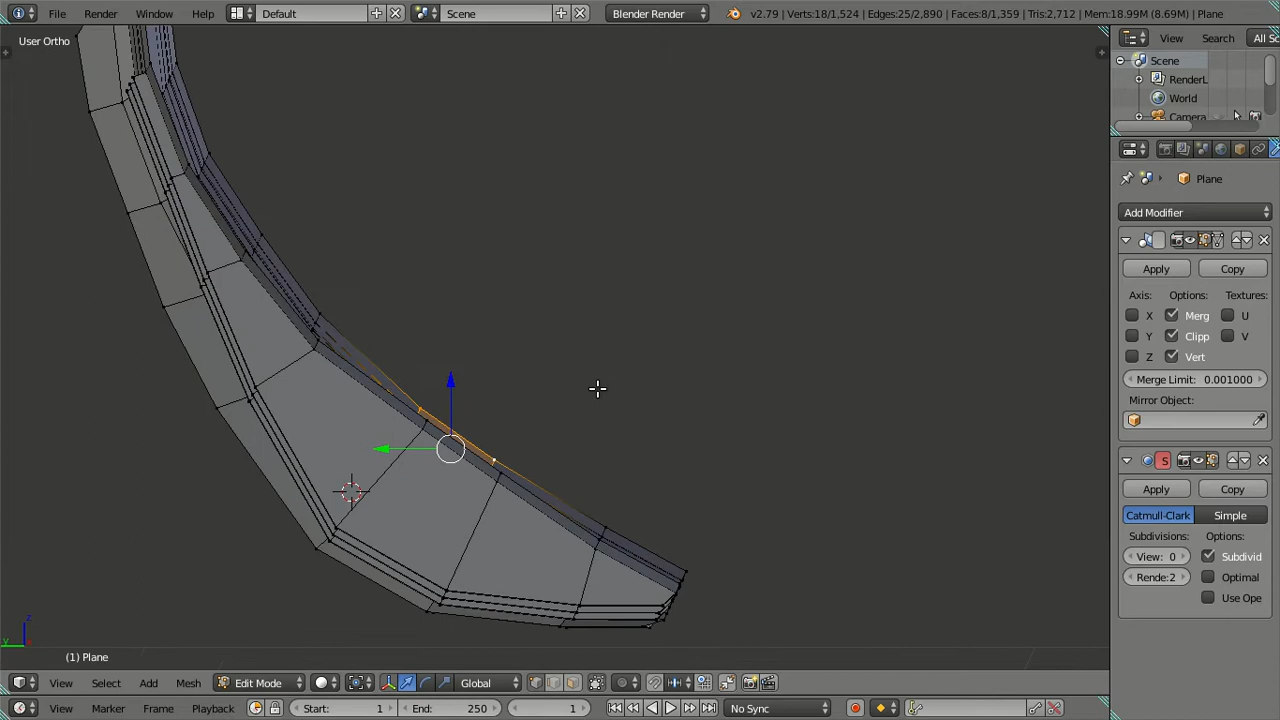 File Render Window Help Default Scene Blender Render v2.79 | Verts:18/1,524 | Edges:25/2,890 | Faces:8/1,359 | Tris:2,712 | Mem:18.99M (8.69M) | Plane
User Ortho
View Search All Sc
Scene
RenderL
World
Camera
Plane
Add Modifier
Apply Copy
Axis: Options: Textures:
X Merg U
Y Clipp V
Z Vert
Merge Limit: 0.001000
Mirror Object:
S
Apply Copy
Catmull-Clark Simple
Subdivisions: Options:
View: 0 Subdivid
Rende:2 Optimal
Use Ope
z
y
(1) Plane
View Select Add Mesh Edit Mode Global
View Marker Frame Playback Start: 1 End: 250 1 No Sync